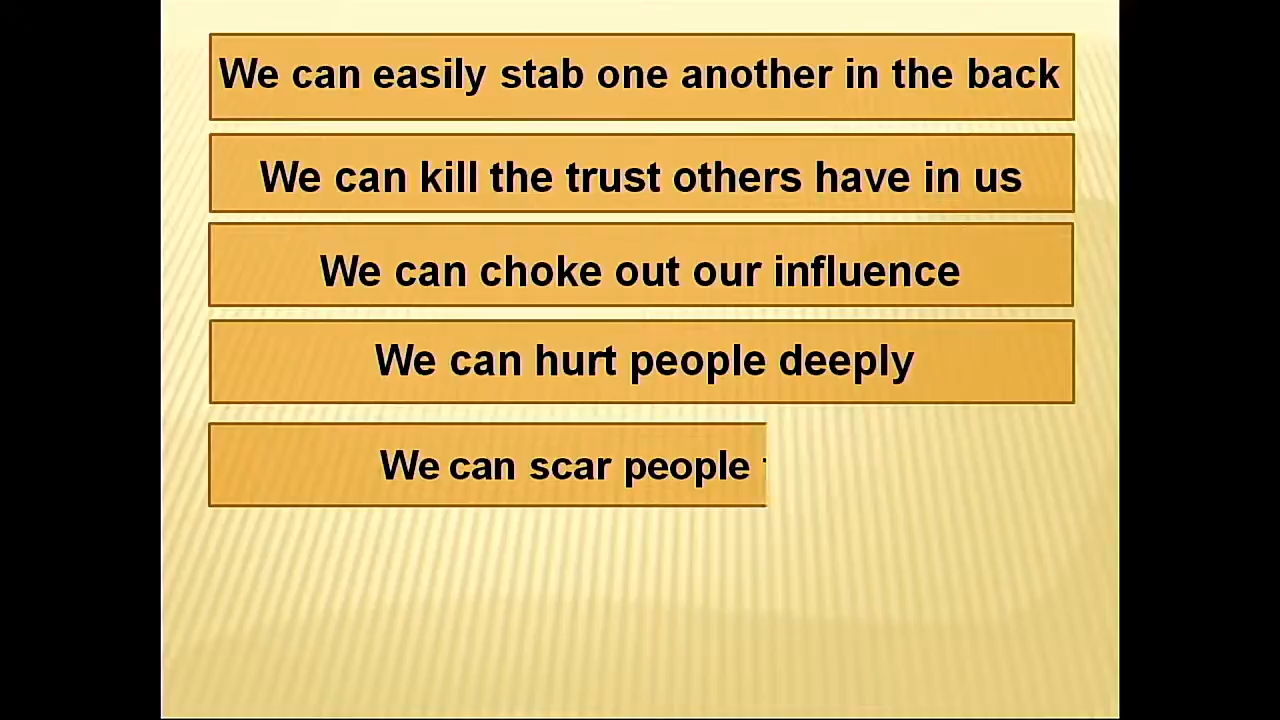 We can easily stab one another in the back
We can kill the trust others have in us
We can choke out our influence
We can hurt people deeply
We can scar people